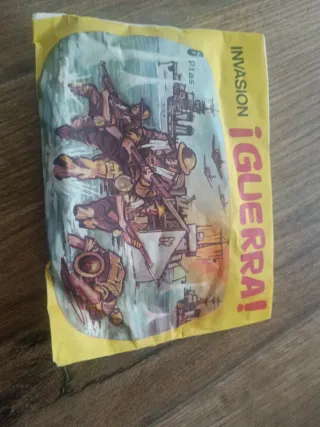 INVASION
¡GUERRA!
6 Ptas